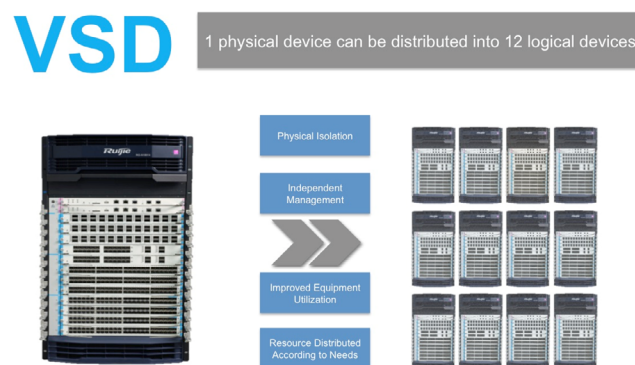 VSD
1 physical device can be distributed into 12 logical devices
Ruijie
Physical Isolation
Independent
Management
Improved Equipment
Utilization
Resource Distributed
According to Needs